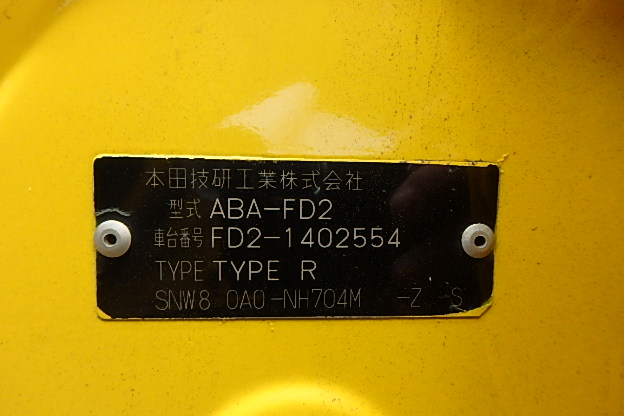 本田技研工業株式会社
型式 ABA-FD2
車台番号 FD2-1402554
TYPE TYPE R
SNW8 0A0-NH704M -Z -S